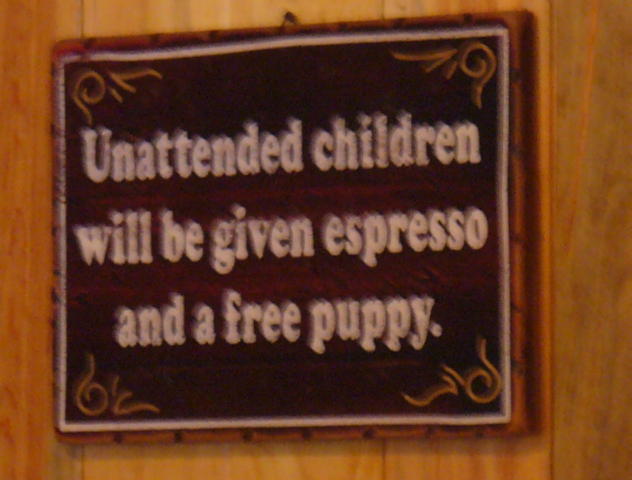 Unattended children
will be given espresso
and a free puppy.